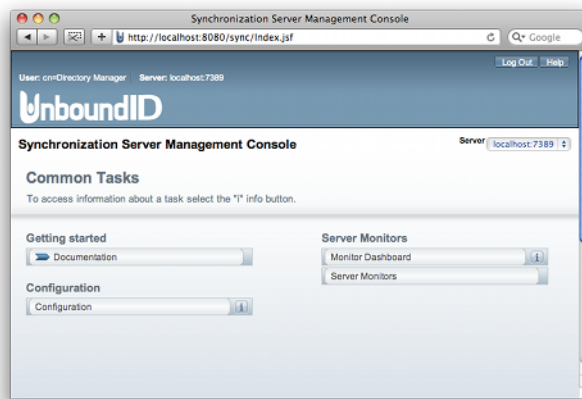 Synchronization Server Management Console
http://localhost:8080/sync/Index.jsf
Google
Log Out Help
User: cn=Directory Manager Server: localhost:7389
UnboundID
Synchronization Server Management Console
Server localhost:7389
Common Tasks
To access information about a task select the "i" info button.
Getting started
Documentation
Configuration
Configuration
i
Server Monitors
Monitor Dashboard
i
Server Monitors